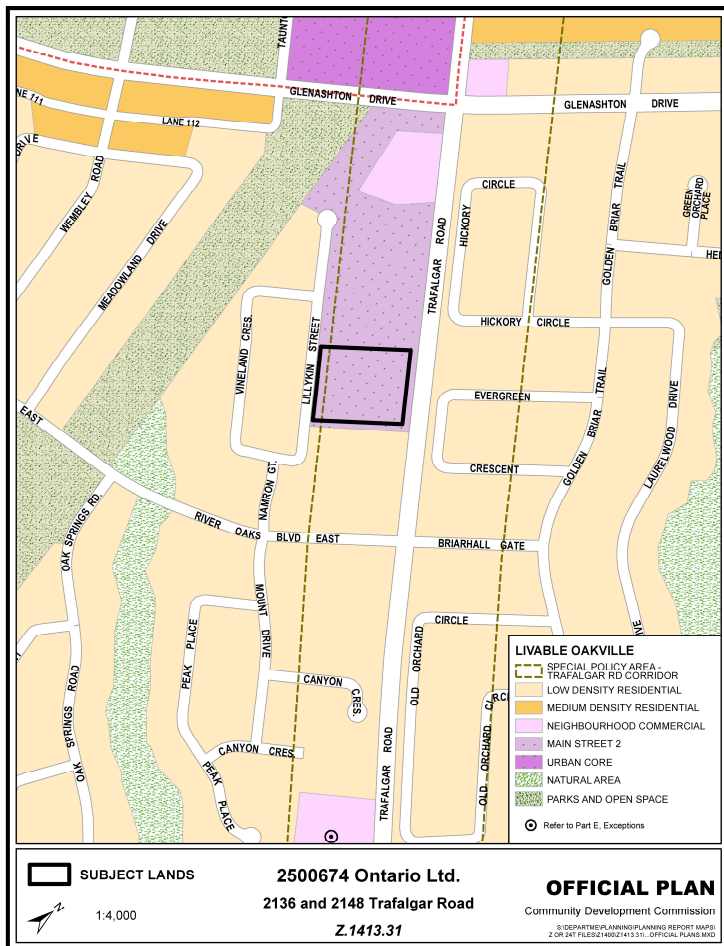 TAUNTO
GLENASHTON DRIVE
GLENASHTON DRIVE
NE 111
LANE 112
DRIVE
WEMBLEY ROAD
MEADOWLAND DRIVE
CIRCLE
HICKORY
HICKORY CIRCLE
TRAFALGAR ROAD
GOLDEN BRIAR TRAIL
GREEN
ORCHARD
PLACE
HE
VINELAND CRES.
LILLYKIN STREET
EVERGREEN
CRESCENT
GOLDEN BRIAR TRAIL
LAURELWOOD DRIVE
EAST
NAMRON GT.
OAK SPRINGS RD.
RIVER OAKS BLVD EAST
BRIARHALL GATE
MOUNT DRIVE
PEAK PLACE
CANYON CRES.
CANYON CRES.
PEAK PLACE
OAK SPRINGS ROAD
TRAFALGAR ROAD
OLD ORCHARD CIRCLE
OLD ORCHARD CIRCL
IVE
LIVABLE OAKVILLE
SPECIAL POLICY AREA -
TRAFALGAR RD CORRIDOR
LOW DENSITY RESIDENTIAL
MEDIUM DENSITY RESIDENTIAL
NEIGHBOURHOOD COMMERCIAL
MAIN STREET 2
URBAN CORE
NATURAL AREA
PARKS AND OPEN SPACE
Refer to Part E, Exceptions
SUBJECT LANDS
N
1:4,000
2500674 Ontario Ltd.
2136 and 2148 Trafalgar Road
Z.1413.31
OFFICIAL PLAN
Community Development Commission
S:\DEPARTME\PLANNING\PLANNING REPORT MAPS\
Z OR 24T FILES\Z1400\Z1413.31\...OFFICIAL PLANS.MXD